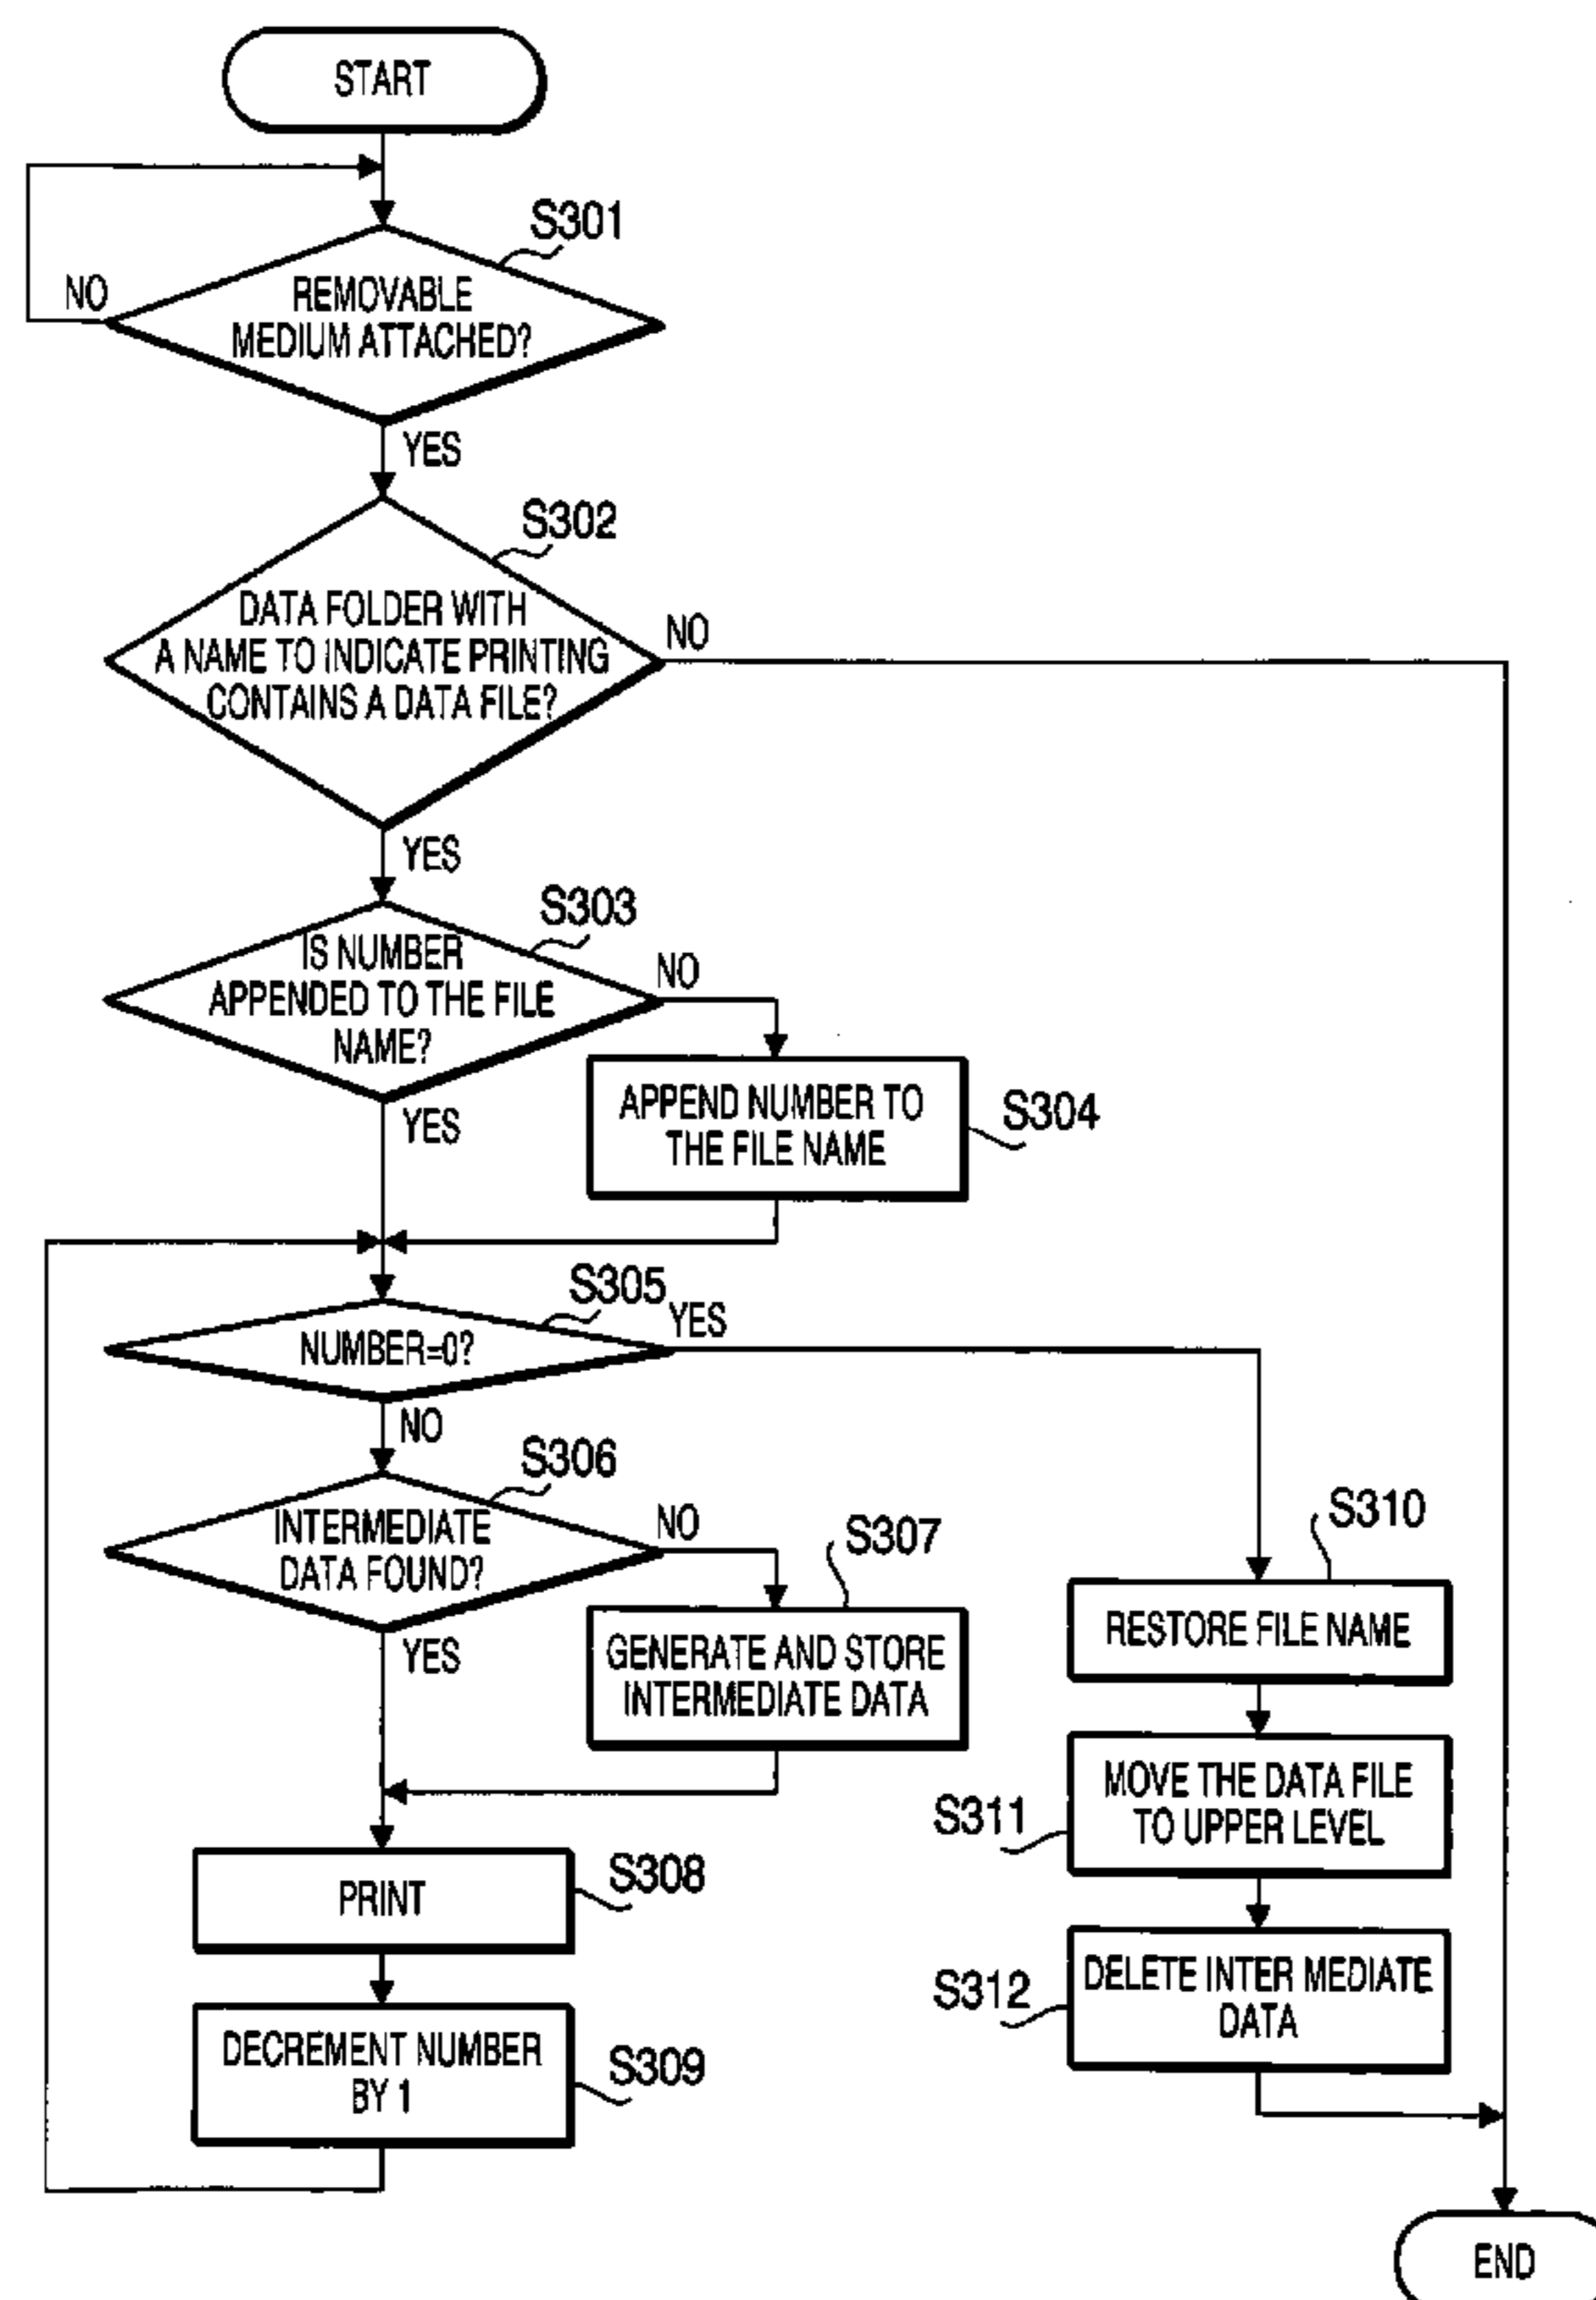 START
S301
NO
REMOVABLE
MEDIUM ATTACHED?
YES
S302
DATA FOLDER WITH
A NAME TO INDICATE PRINTING
CONTAINS A DATA FILE?
NO
YES
S303
IS NUMBER
APPENDED TO THE FILE
NAME?
NO
YES
APPEND NUMBER TO
THE FILE NAME
S304
S305
NUMBER=0?
YES
NO
S306
INTERMEDIATE
DATA FOUND?
NO
YES
S307
GENERATE AND STORE
INTERMEDIATE DATA
PRINT
S308
DECREMENT NUMBER
BY 1
S309
S310
RESTORE FILE NAME
MOVE THE DATA FILE
TO UPPER LEVEL
S311
DELETE INTER MEDIATE
DATA
S312
END